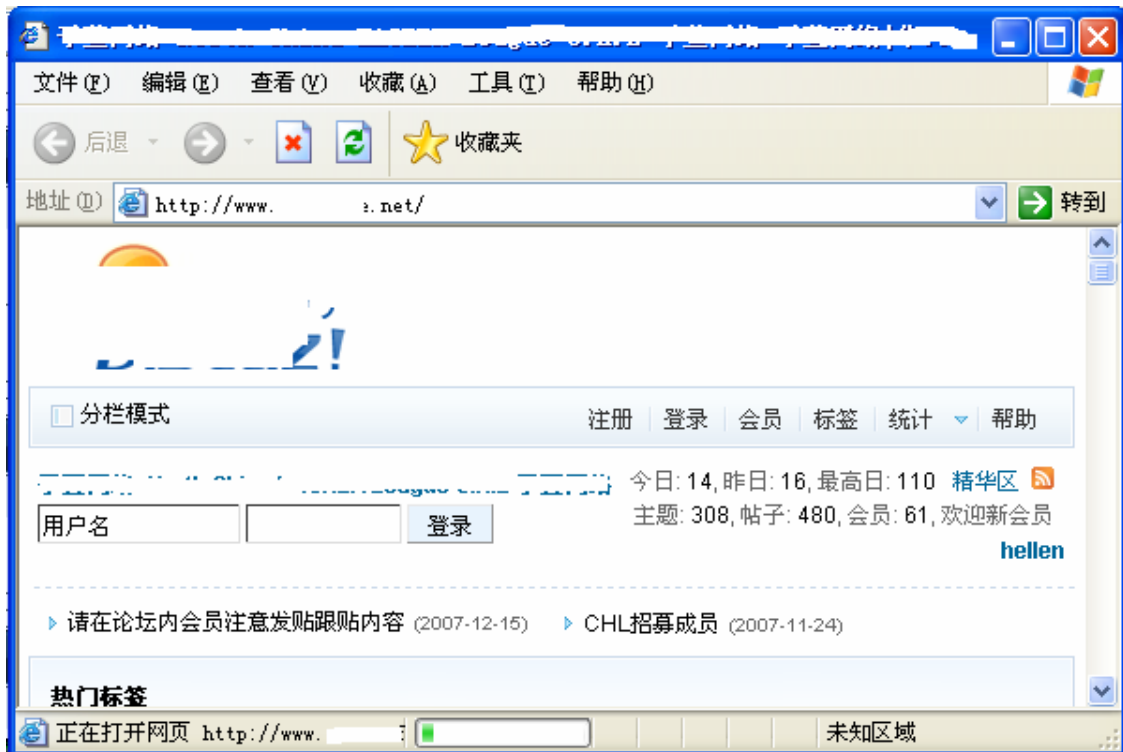 文件(F) 编辑(E) 查看(V) 收藏(A) 工具(T) 帮助(H)
后退 收藏夹
地址(D) http://www. e.net/ 转到
z!
分栏模式 注册 登录 会员 标签 统计 帮助
今日: 14, 昨日: 16, 最高日: 110 精华区
用户名 登录 主题: 308, 帖子: 480, 会员: 61, 欢迎新会员
hellen
请在论坛内会员注意发贴跟贴内容 (2007-12-15) CHL招募成员 (2007-11-24)
热门标签
正在打开网页 http://www. 未知区域